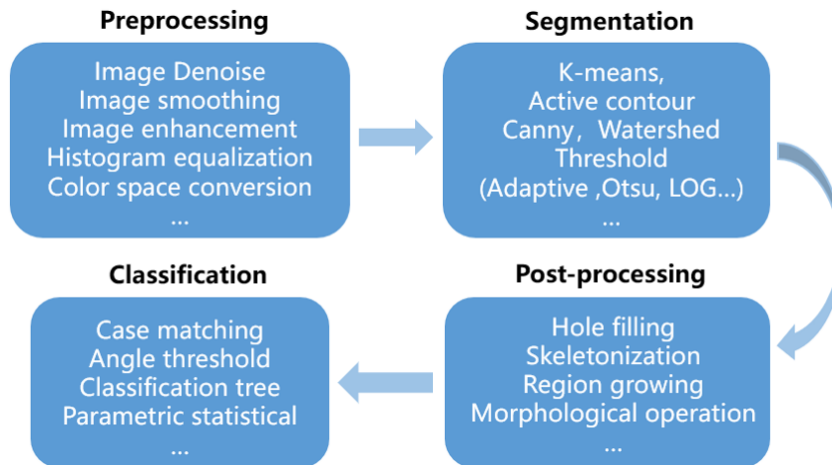 Preprocessing
Image Denoise
Image smoothing
Image enhancement
Histogram equalization
Color space conversion
...
Segmentation
K-means,
Active contour
Canny，Watershed
Threshold
(Adaptive ,Otsu, LOG...)
...
Post-processing
Hole filling
Skeletonization
Region growing
Morphological operation
...
Classification
Case matching
Angle threshold
Classification tree
Parametric statistical
...